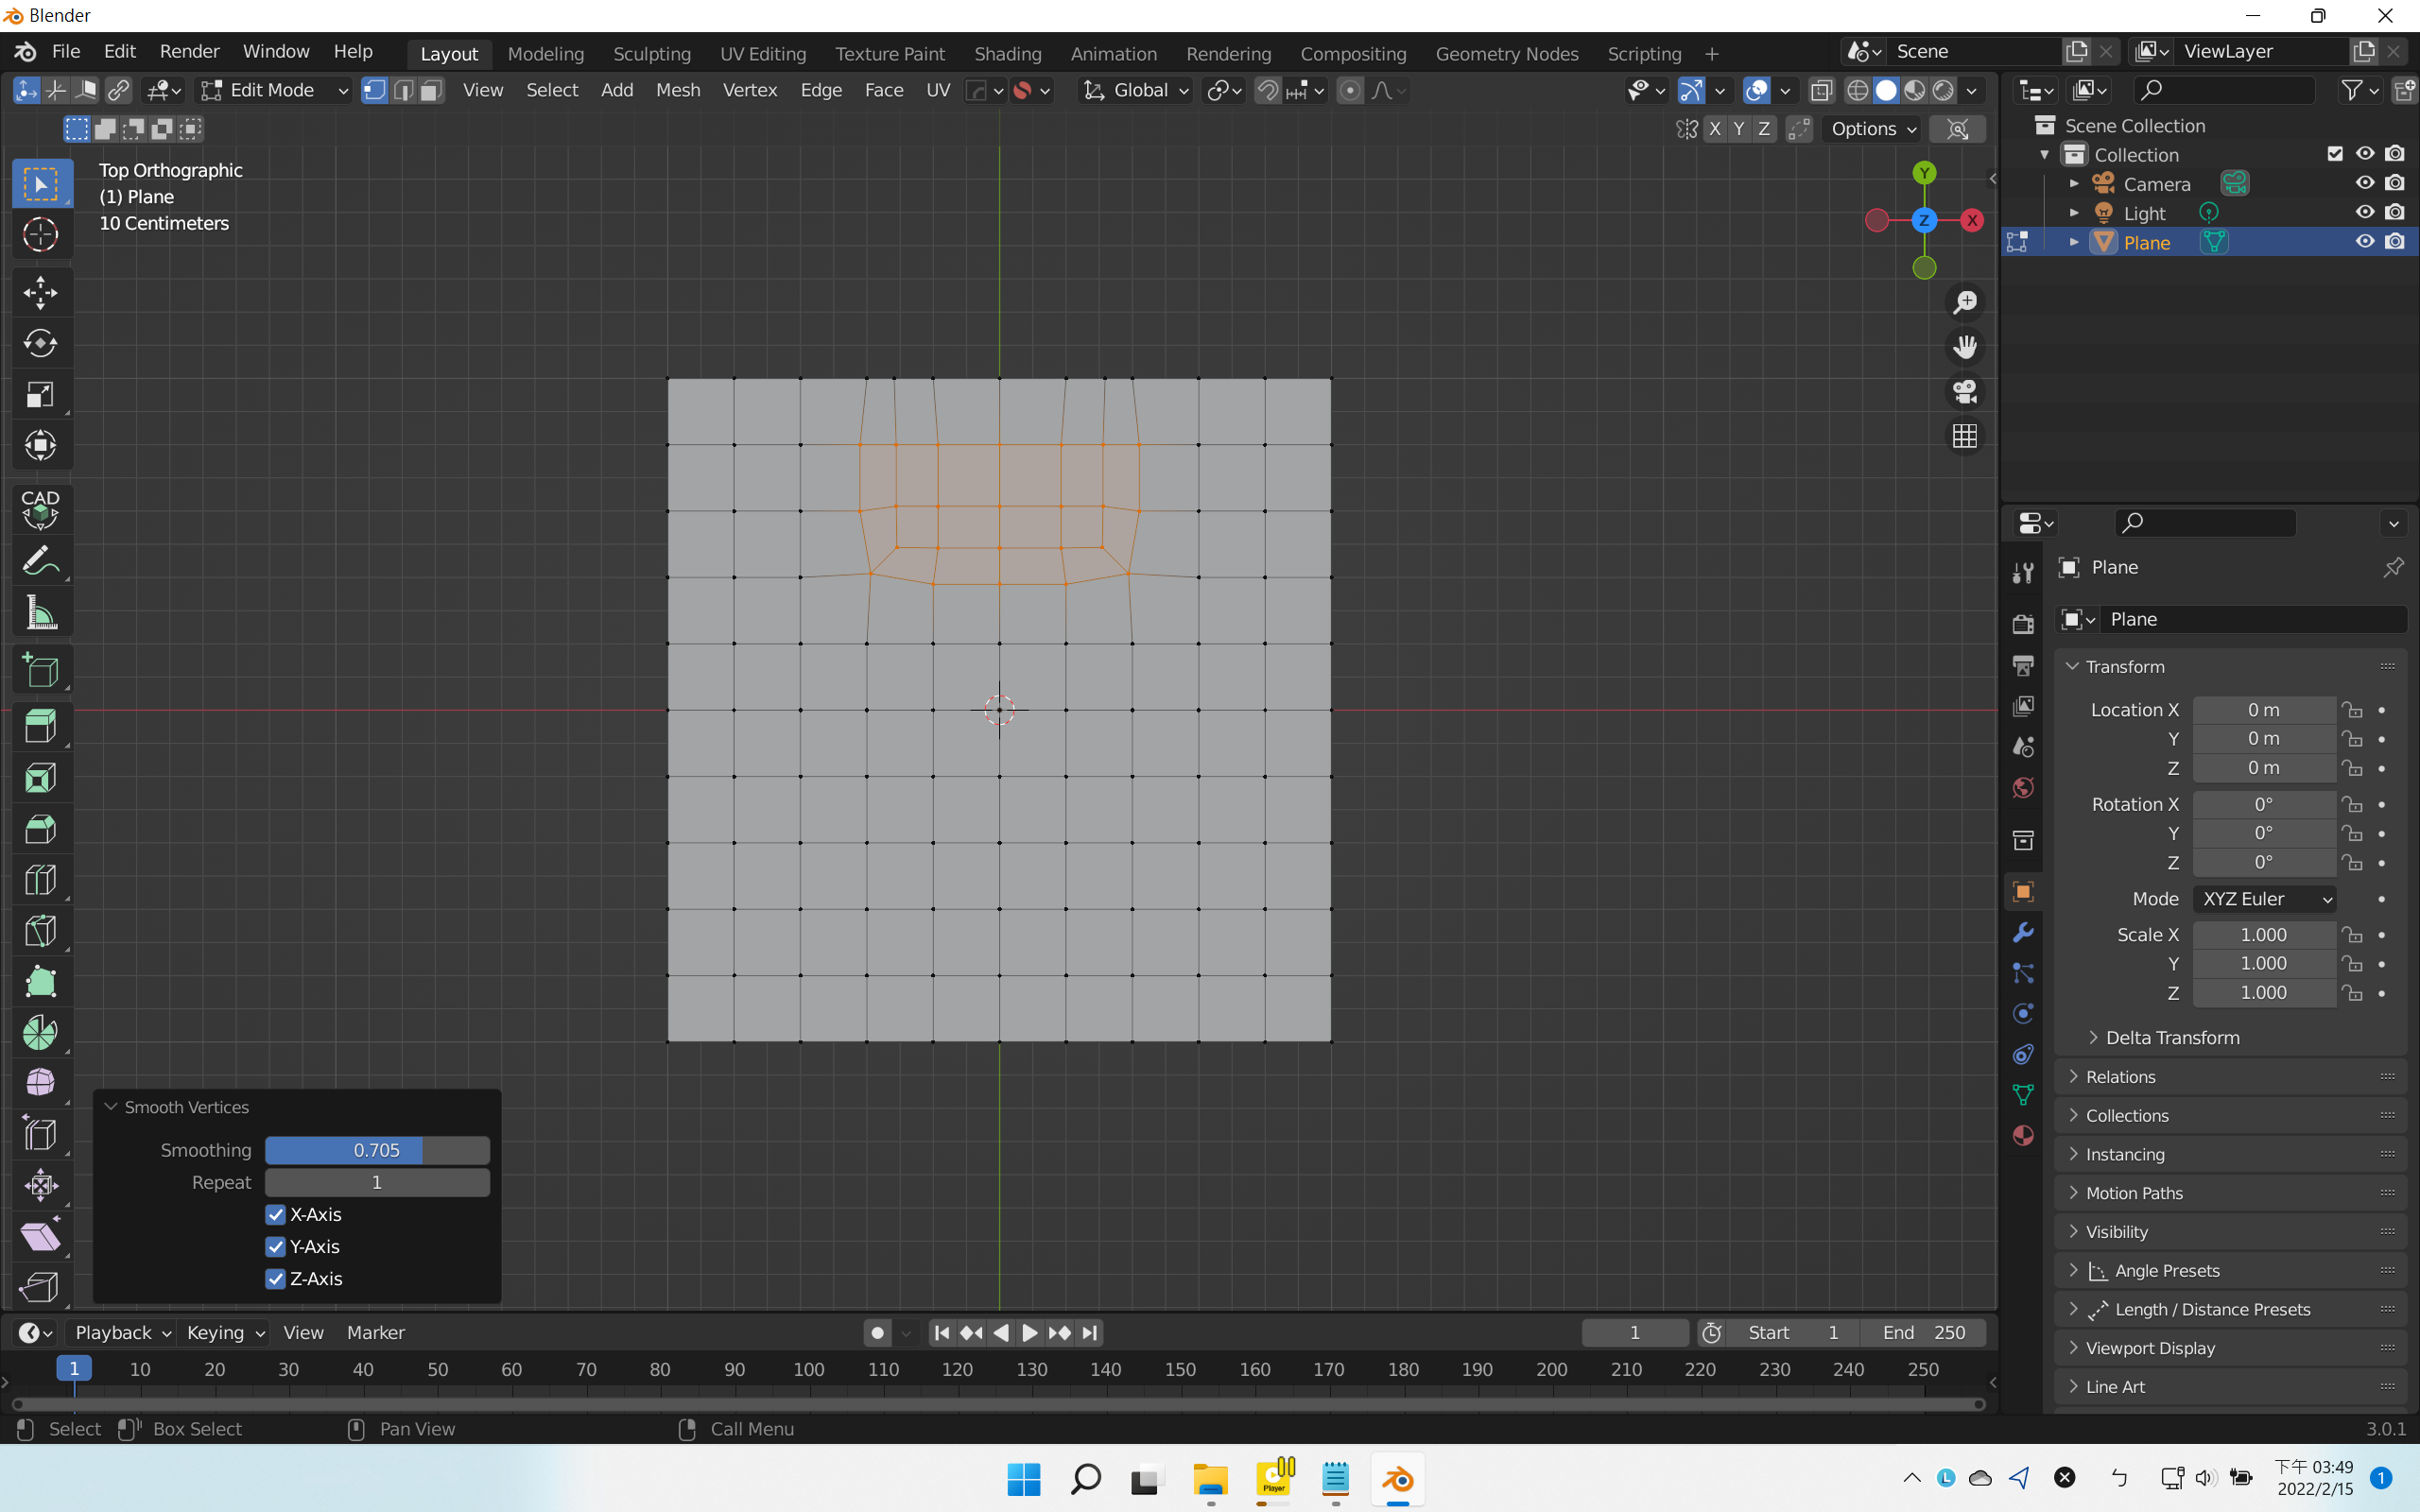 Blender
File Edit Render Window Help Layout Modeling Sculpting UV Editing Texture Paint Shading Animation Rendering Compositing Geometry Nodes Scripting + Scene ViewLayer
Edit Mode View Select Add Mesh Vertex Edge Face UV Global
X Y Z Options
Top Orthographic
(1) Plane
10 Centimeters
Y
Z X
CAD
Scene Collection
Collection
Camera
Light
Plane
Plane
Plane
Transform
Location X 0 m
Y 0 m
Z 0 m
Rotation X 0°
Y 0°
Z 0°
Mode XYZ Euler
Scale X 1.000
Y 1.000
Z 1.000
Delta Transform
Relations
Collections
Instancing
Motion Paths
Visibility
Angle Presets
Length / Distance Presets
Viewport Display
Line Art
Smooth Vertices
Smoothing 0.705
Repeat 1
X-Axis
Y-Axis
Z-Axis
Playback Keying View Marker 1 Start 1 End 250
1 10 20 30 40 50 60 70 80 90 100 110 120 130 140 150 160 170 180 190 200 210 220 230 240 250
Select Box Select Pan View Call Menu 3.0.1
Player
ㄅ
下午 03:49
2022/2/15
1